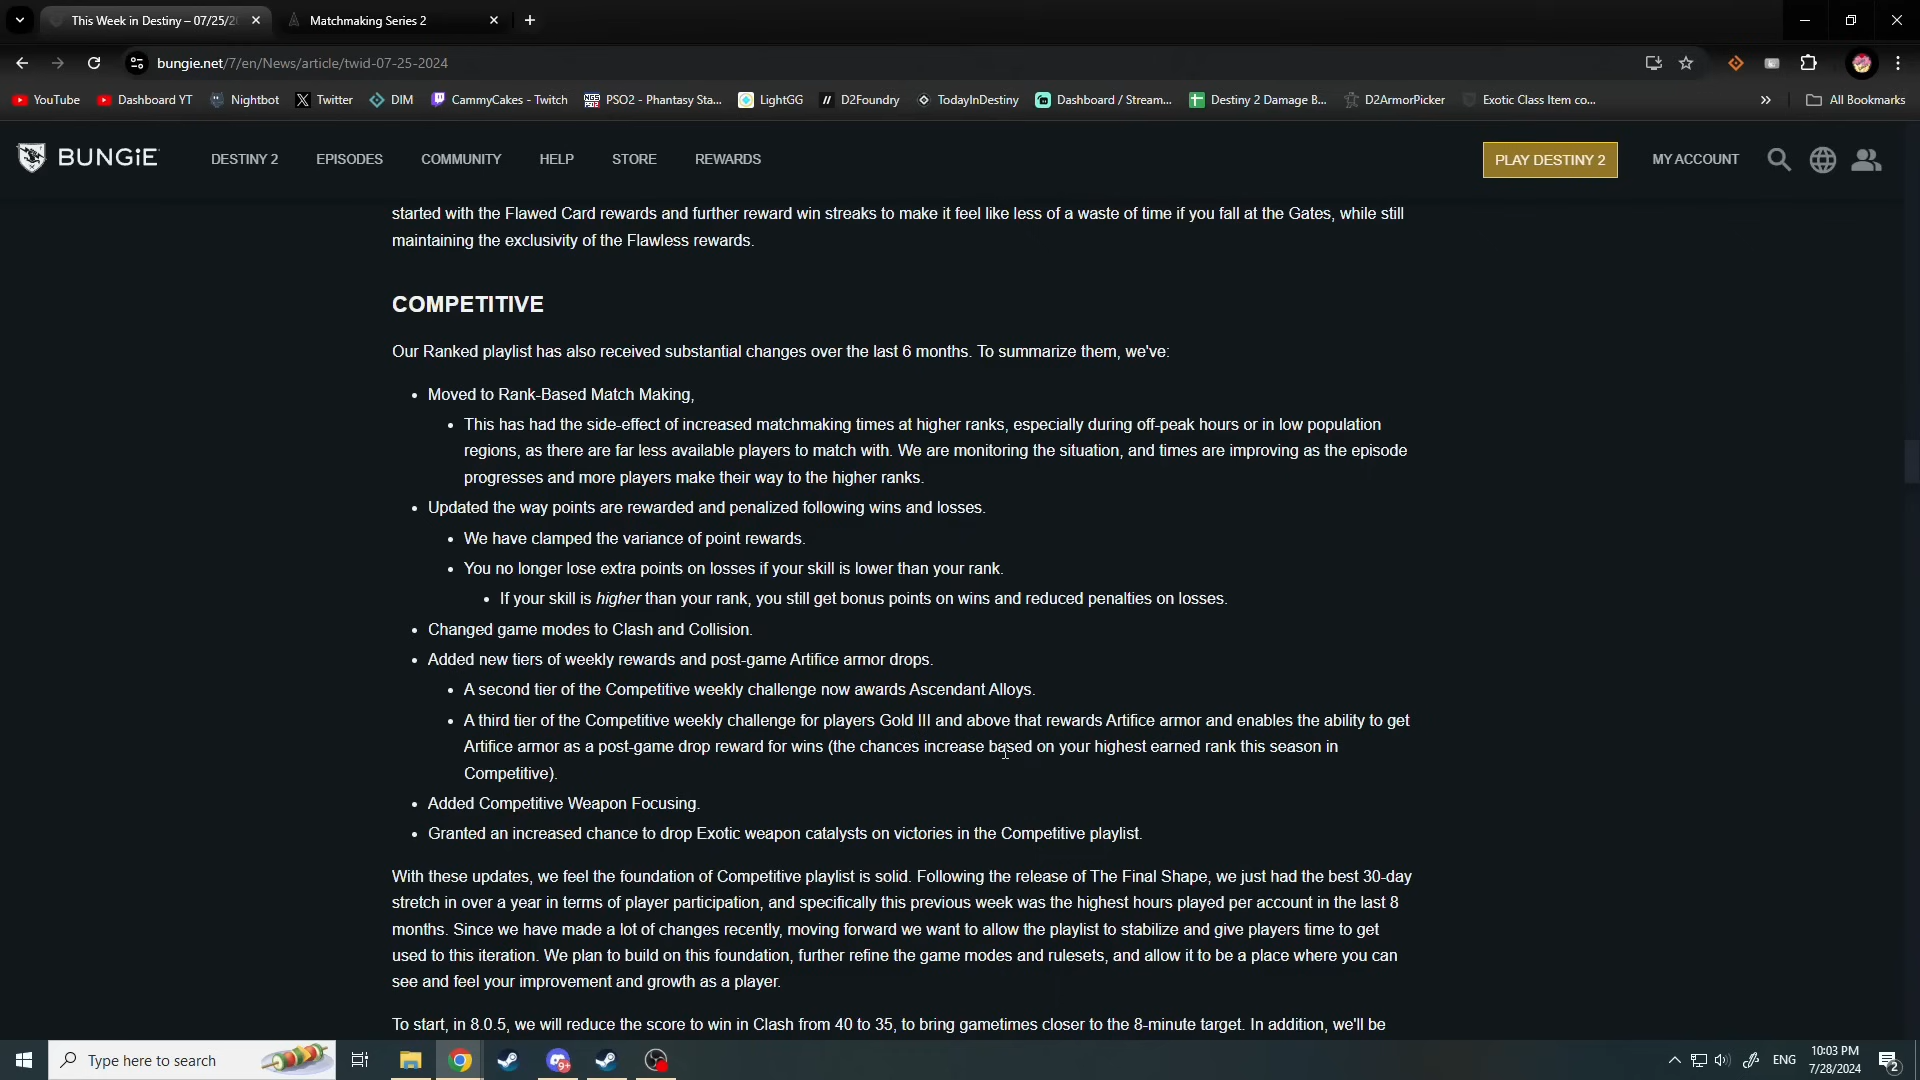 This Week in Destiny – 07/25/20
Matchmaking Series 2
bungie.net/7/en/News/article/twid-07-25-2024
YouTube
Dashboard YT
Nightbot
Twitter
DIM
CammyCakes - Twitch
PSO2 - Phantasy Sta...
LightGG
D2Foundry
TodayInDestiny
Dashboard / Stream...
Destiny 2 Damage B...
D2ArmorPicker
Exotic Class Item co...
All Bookmarks
BUNGiE
DESTINY 2
EPISODES
COMMUNITY
HELP
STORE
REWARDS
PLAY DESTINY 2
MY ACCOUNT
started with the Flawed Card rewards and further reward win streaks to make it feel like less of a waste of time if you fall at the Gates, while still
maintaining the exclusivity of the Flawless rewards.
COMPETITIVE
Our Ranked playlist has also received substantial changes over the last 6 months. To summarize them, we've:
• Moved to Rank-Based Match Making,
• This has had the side-effect of increased matchmaking times at higher ranks, especially during off-peak hours or in low population
regions, as there are far less available players to match with. We are monitoring the situation, and times are improving as the episode
progresses and more players make their way to the higher ranks.
• Updated the way points are rewarded and penalized following wins and losses.
• We have clamped the variance of point rewards.
• You no longer lose extra points on losses if your skill is lower than your rank.
• If your skill is higher than your rank, you still get bonus points on wins and reduced penalties on losses.
• Changed game modes to Clash and Collision.
• Added new tiers of weekly rewards and post-game Artifice armor drops.
• A second tier of the Competitive weekly challenge now awards Ascendant Alloys.
• A third tier of the Competitive weekly challenge for players Gold III and above that rewards Artifice armor and enables the ability to get
Artifice armor as a post-game drop reward for wins (the chances increase based on your highest earned rank this season in
Competitive).
• Added Competitive Weapon Focusing.
• Granted an increased chance to drop Exotic weapon catalysts on victories in the Competitive playlist.
With these updates, we feel the foundation of Competitive playlist is solid. Following the release of The Final Shape, we just had the best 30-day
stretch in over a year in terms of player participation, and specifically this previous week was the highest hours played per account in the last 8
months. Since we have made a lot of changes recently, moving forward we want to allow the playlist to stabilize and give players time to get
used to this iteration. We plan to build on this foundation, further refine the game modes and rulesets, and allow it to be a place where you can
see and feel your improvement and growth as a player.
To start, in 8.0.5, we will reduce the score to win in Clash from 40 to 35, to bring gametimes closer to the 8-minute target. In addition, we'll be
Type here to search
9+
ENG
10:03 PM
7/28/2024
2